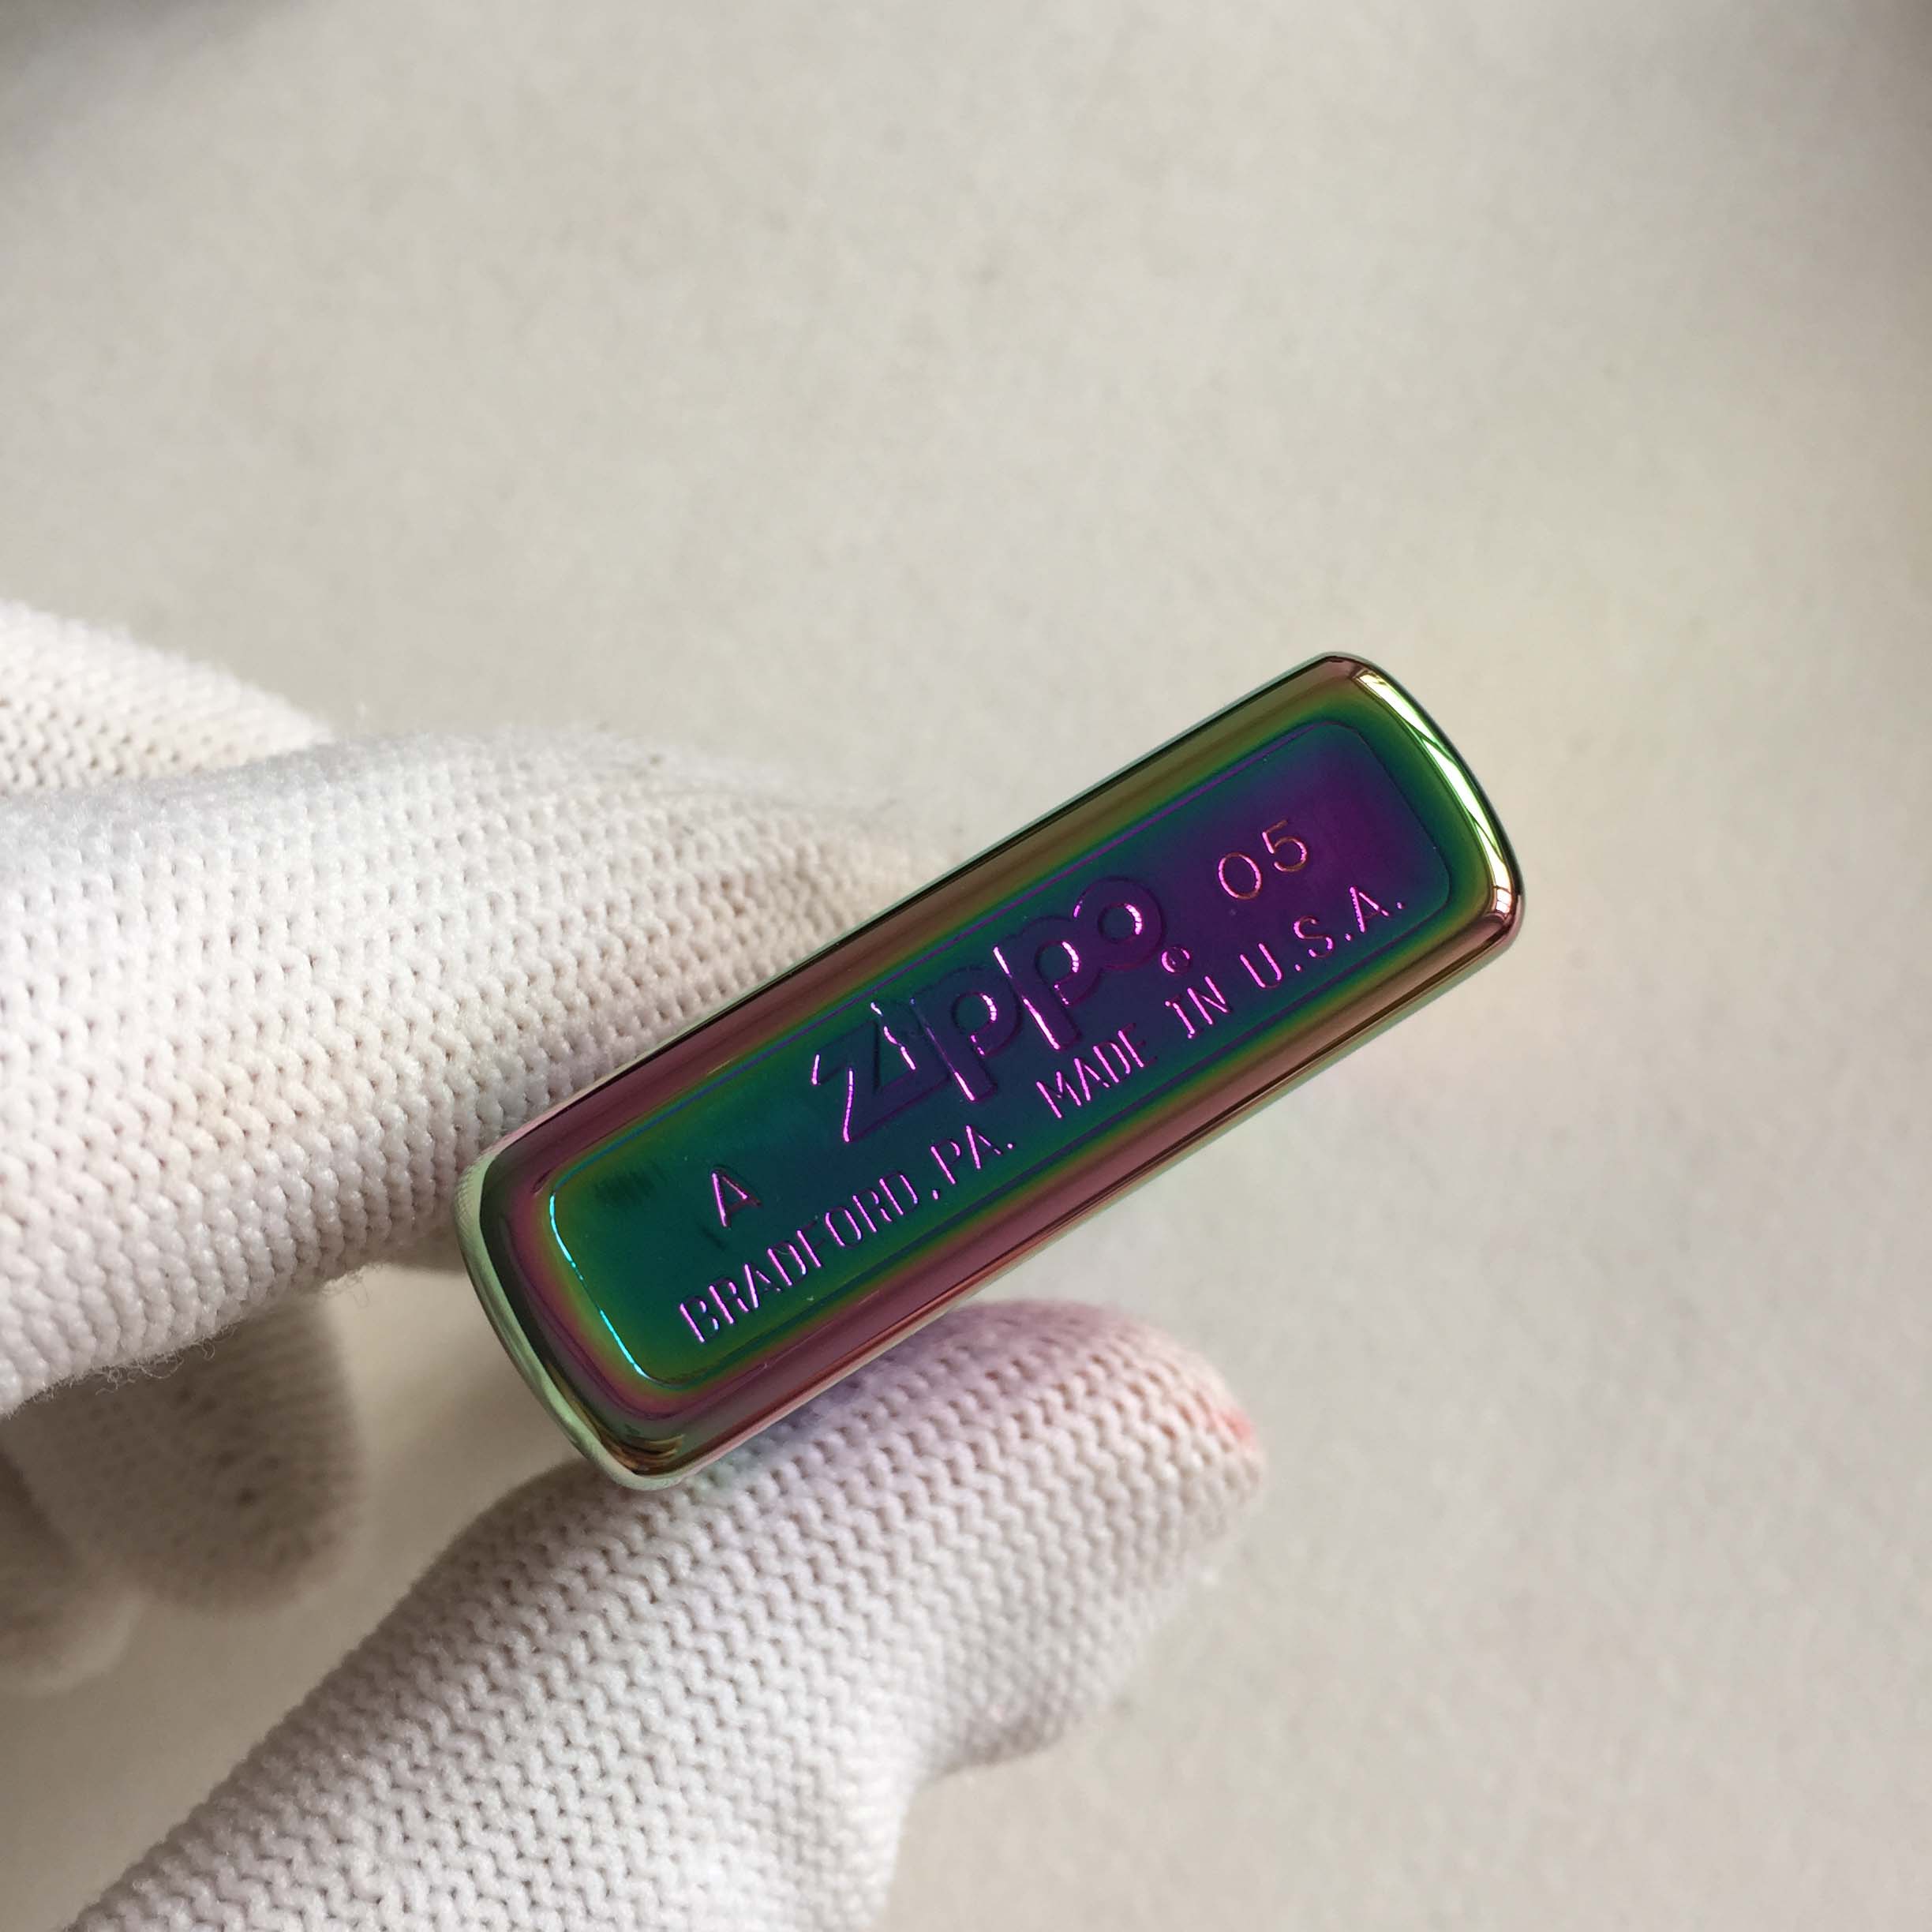 A Zippo® 05
BRADFORD,PA. MADE IN U.S.A.